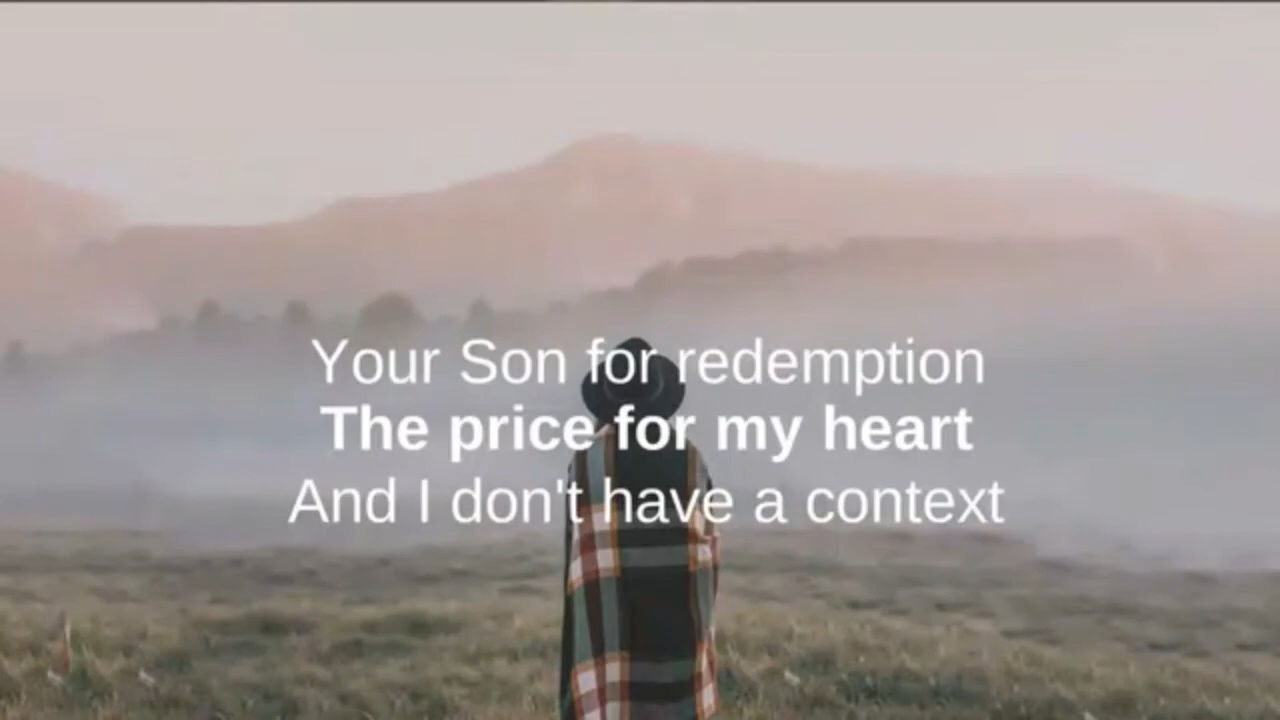 Your Son for redemption
The price for my heart
And I don't have a context